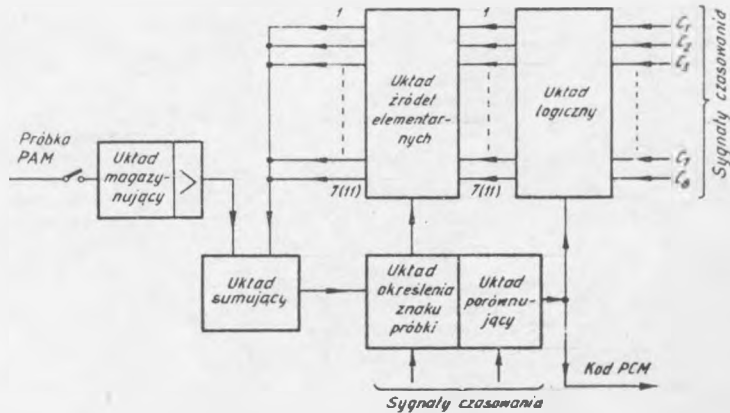 1
1
C₁
C₂
C₃
C₇
C₈
Sygnały czasowania
Układ
źródeł
elementar-
nych
Układ
logiczny
Próbka
PAM
Układ
magazy-
nujący
7(11)
7(11)
Układ
sumujący
Układ
określenia
znaku
próbki
Układ
porównu-
jący
Kod PCM
Sygnały czasowania